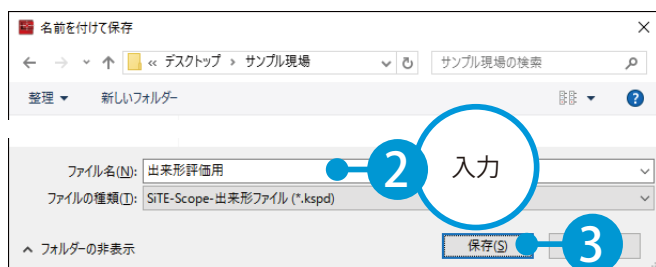 名前を付けて保存
« デスクトップ › サンプル現場 サンプル現場の検索
整理 新しいフォルダー
ファイル名(N): 出来形評価用 2 入力
ファイルの種類(T): SiTE-Scope-出来形ファイル (*.kspd)
フォルダーの非表示 保存(S) 3